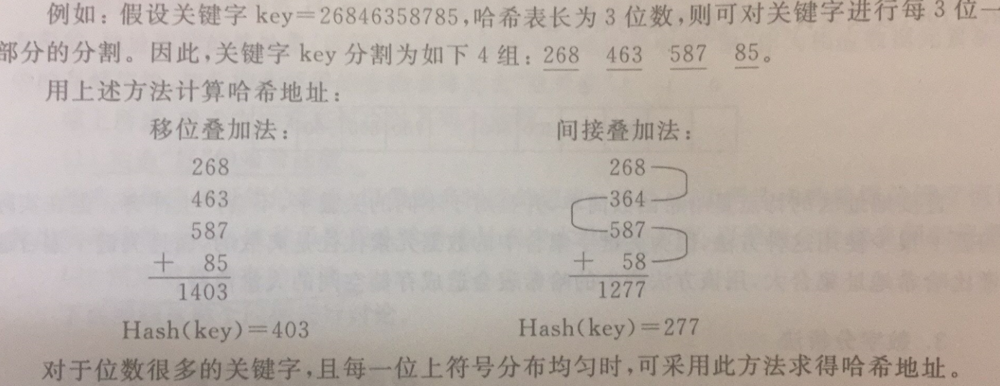 例如：假设关键字 key＝26846358785，哈希表长为 3 位数，则可对关键字进行每 3 位一
部分的分割。因此，关键字 key 分割为如下 4 组：268 463 587 85。
用上述方法计算哈希地址：
移位叠加法： 间接叠加法：
268 268
463 364
587 587
＋ 85 ＋ 58
1403 1277
Hash(key)＝403 Hash(key)＝277
对于位数很多的关键字，且每一位上符号分布均匀时，可采用此方法求得哈希地址。